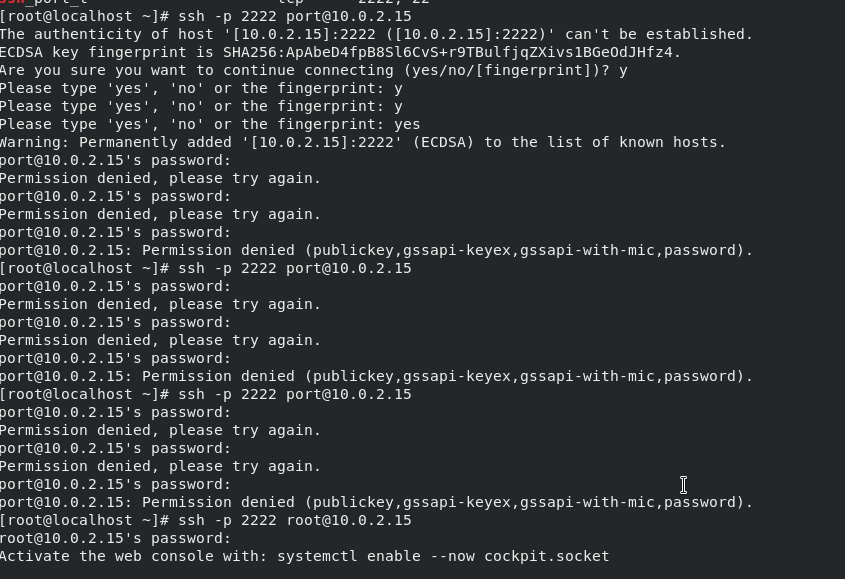 ssh_port_t                     tcp      2222, 22
[root@localhost ~]# ssh -p 2222 port@10.0.2.15
The authenticity of host '[10.0.2.15]:2222 ([10.0.2.15]:2222)' can't be established.
ECDSA key fingerprint is SHA256:ApAbeD4fpB8Sl6CvS+r9TBulfjqZXivs1BGeOdJHfz4.
Are you sure you want to continue connecting (yes/no/[fingerprint])? y
Please type 'yes', 'no' or the fingerprint: y
Please type 'yes', 'no' or the fingerprint: y
Please type 'yes', 'no' or the fingerprint: yes
Warning: Permanently added '[10.0.2.15]:2222' (ECDSA) to the list of known hosts.
port@10.0.2.15's password:
Permission denied, please try again.
port@10.0.2.15's password:
Permission denied, please try again.
port@10.0.2.15's password:
port@10.0.2.15: Permission denied (publickey,gssapi-keyex,gssapi-with-mic,password).
[root@localhost ~]# ssh -p 2222 port@10.0.2.15
port@10.0.2.15's password:
Permission denied, please try again.
port@10.0.2.15's password:
Permission denied, please try again.
port@10.0.2.15's password:
port@10.0.2.15: Permission denied (publickey,gssapi-keyex,gssapi-with-mic,password).
[root@localhost ~]# ssh -p 2222 port@10.0.2.15
port@10.0.2.15's password:
Permission denied, please try again.
port@10.0.2.15's password:
Permission denied, please try again.
port@10.0.2.15's password:
port@10.0.2.15: Permission denied (publickey,gssapi-keyex,gssapi-with-mic,password).
[root@localhost ~]# ssh -p 2222 root@10.0.2.15
root@10.0.2.15's password:
Activate the web console with: systemctl enable --now cockpit.socket